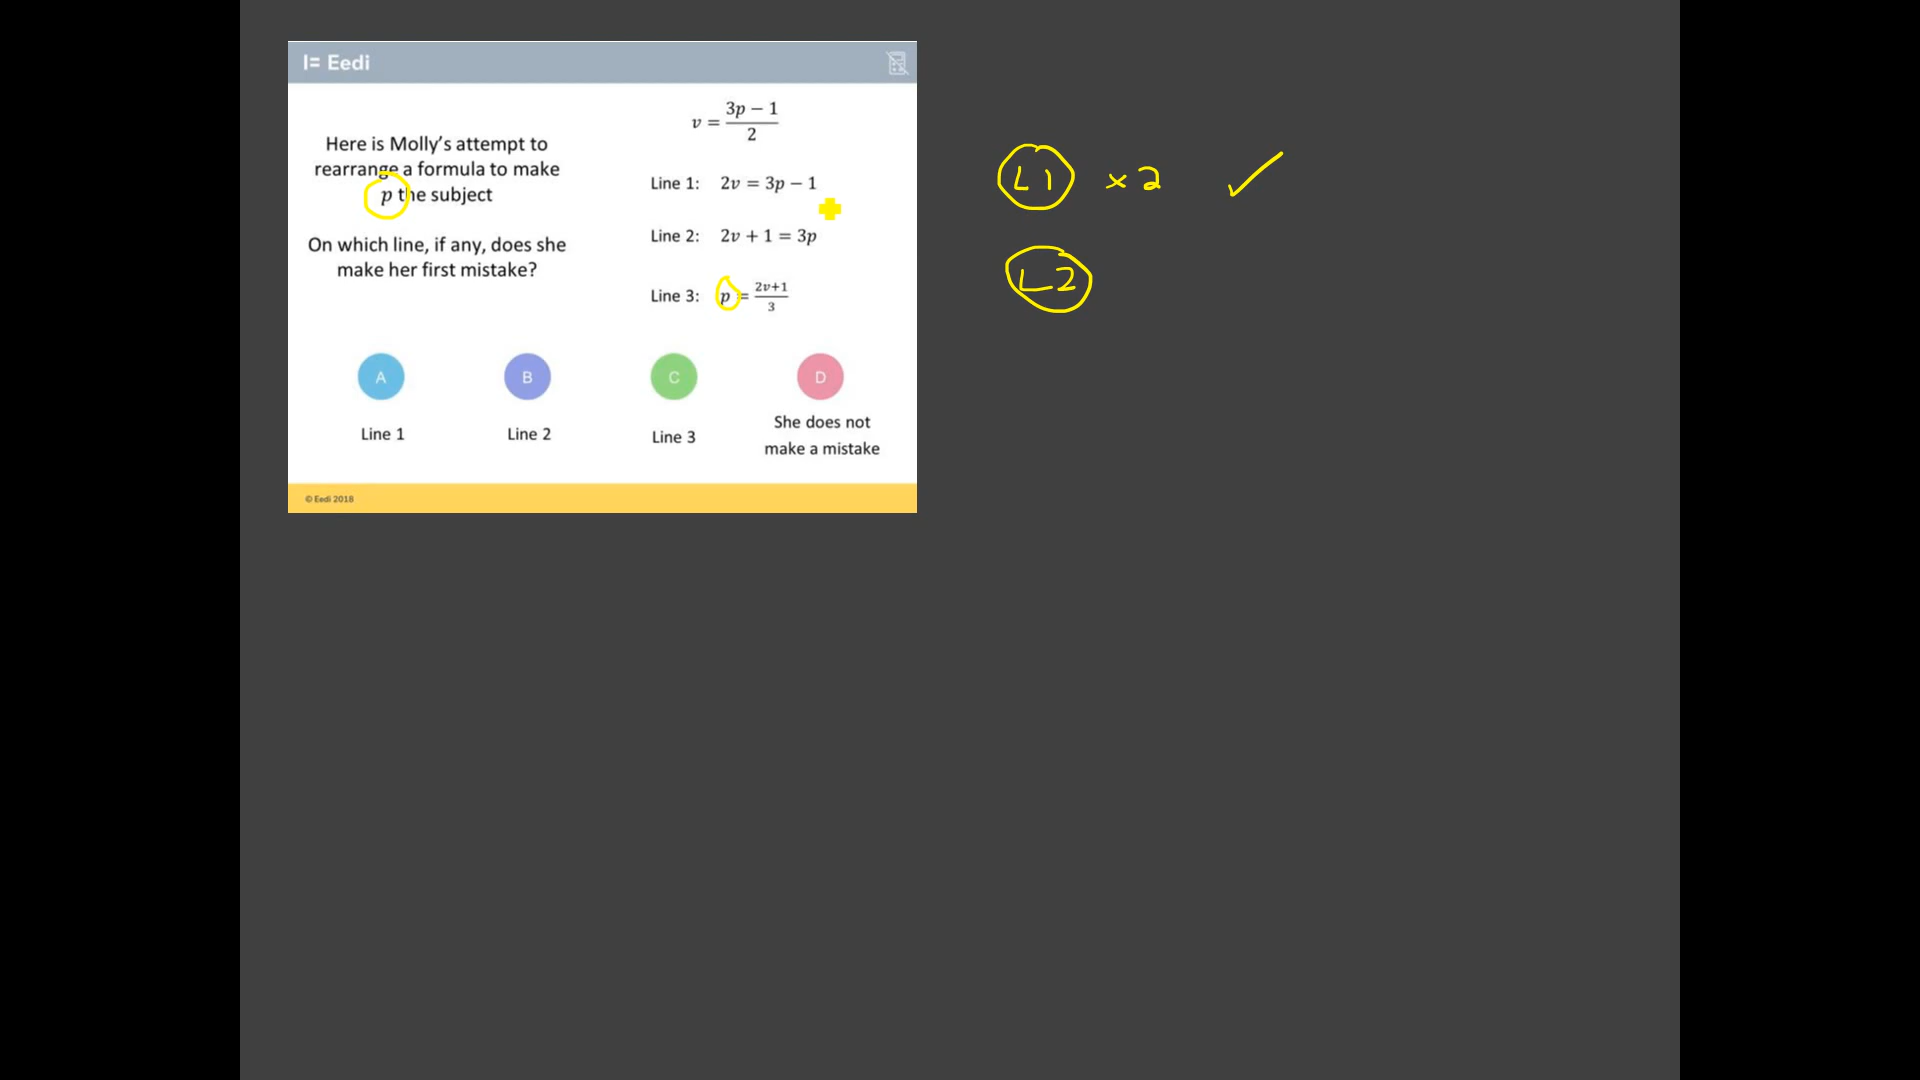 I= Eedi
Here is Molly's attempt to
rearrange a formula to make
p the subject
On which line, if any, does she
make her first mistake?
v = (3p − 1)/2
Line 1: 2v = 3p − 1
Line 2: 2v + 1 = 3p
Line 3: p = (2v+1)/3
A
Line 1
B
Line 2
C
Line 3
D
She does not
make a mistake
© Eedi 2018
L1 × 2 ✓
L2